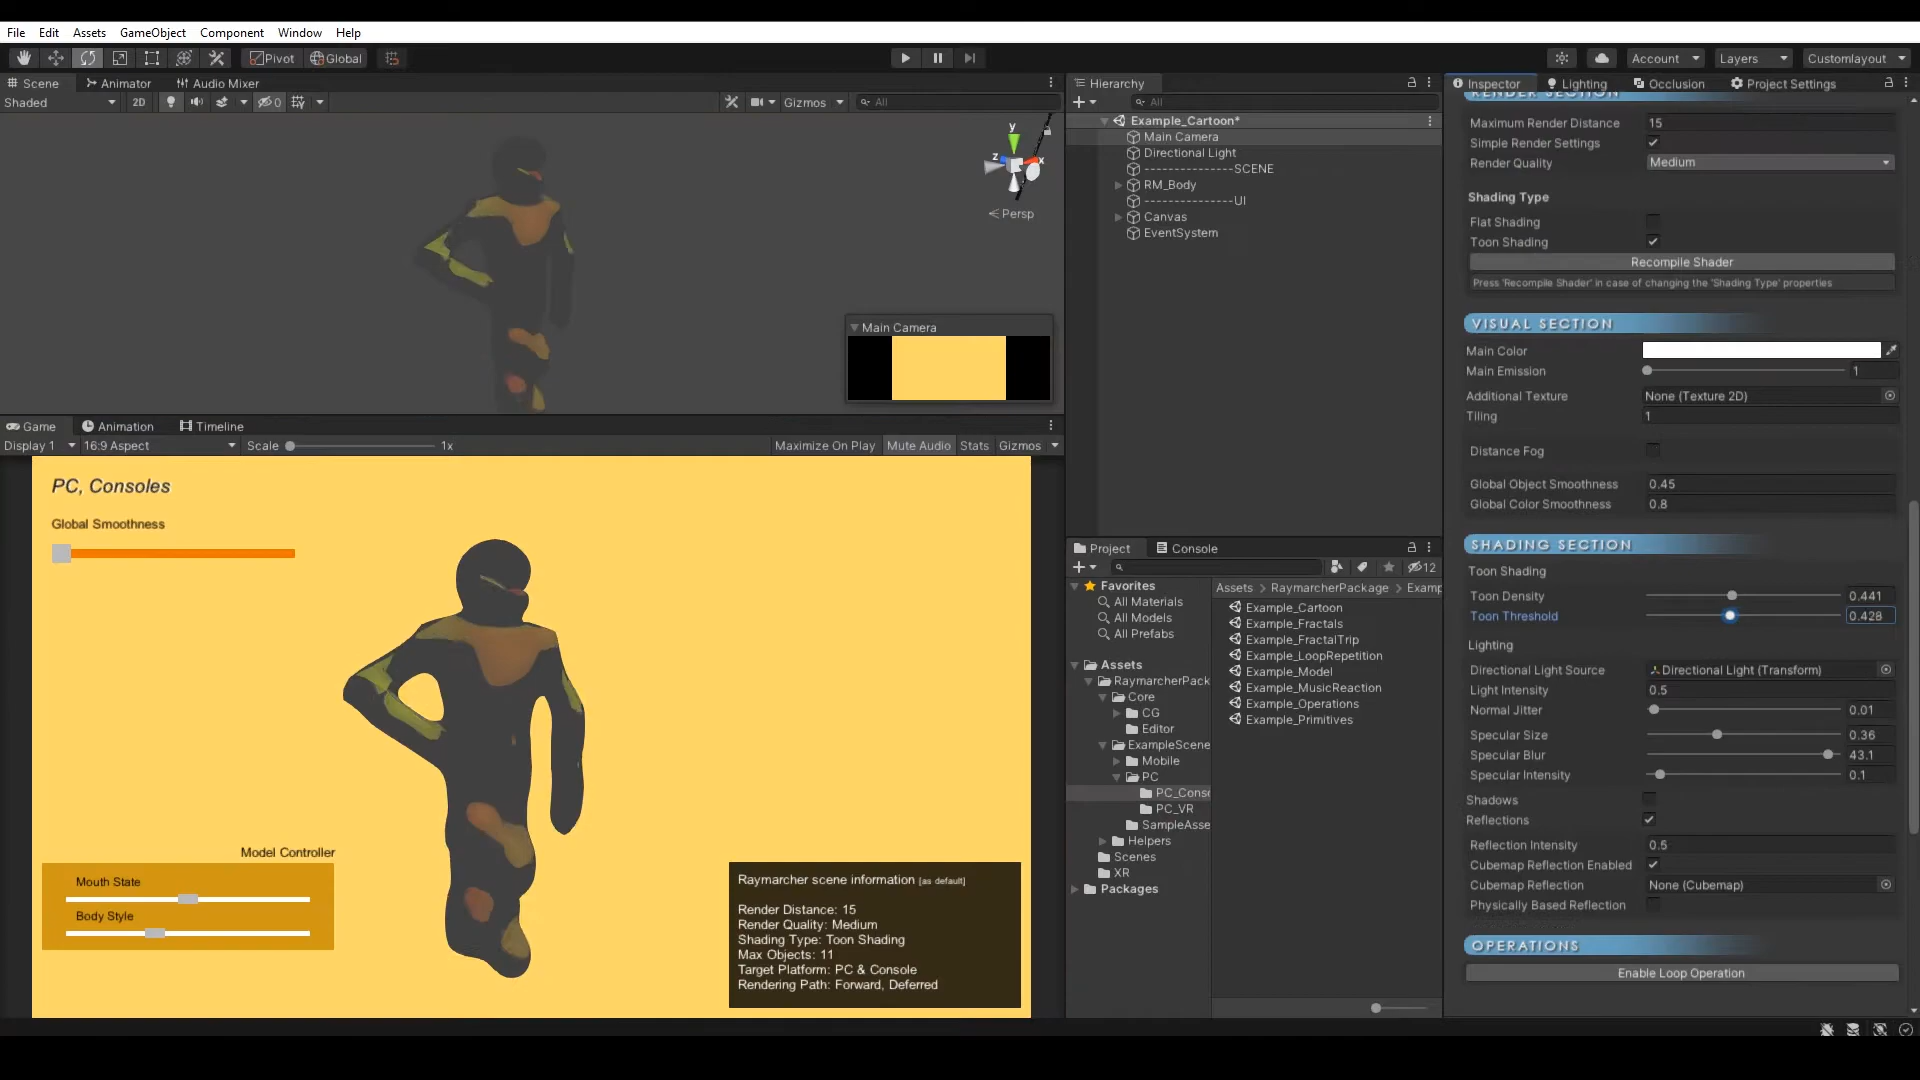 File Edit Assets GameObject Component Window Help
Pivot Global Account Layers Customlayout
Scene Animator Audio Mixer
Shaded 2D 0 Gizmos All
y
z x
Persp
Main Camera
Game Animation Timeline
Display 1 16:9 Aspect Scale 1x Maximize On Play Mute Audio Stats Gizmos
PC, Consoles
Global Smoothness
Model Controller
Mouth State
Body Style
Raymarcher scene information [as default]
Render Distance: 15
Render Quality: Medium
Shading Type: Toon Shading
Max Objects: 11
Target Platform: PC & Console
Rendering Path: Forward, Deferred
Hierarchy
All
Example_Cartoon*
Main Camera
Directional Light
---------------SCENE
RM_Body
---------------UI
Canvas
EventSystem
Project Console
12
Favorites
All Materials
All Models
All Prefabs
Assets
RaymarcherPack
Core
CG
Editor
ExampleScene
Mobile
PC
PC_Conso
PC_VR
SampleAsse
Helpers
Scenes
XR
Packages
Assets > RaymarcherPackage > Examp
Example_Cartoon
Example_Fractals
Example_FractalTrip
Example_LoopRepetition
Example_Model
Example_MusicReaction
Example_Operations
Example_Primitives
Inspector Lighting Occlusion Project Settings
RENDER SECTION
Maximum Render Distance 15
Simple Render Settings
Render Quality Medium
Shading Type
Flat Shading
Toon Shading
Recompile Shader
Press 'Recompile Shader' in case of changing the 'Shading Type' properties
VISUAL SECTION
Main Color
Main Emission 1
Additional Texture None (Texture 2D)
Tiling 1
Distance Fog
Global Object Smoothness 0.45
Global Color Smoothness 0.8
SHADING SECTION
Toon Shading
Toon Density 0.441
Toon Threshold 0.428
Lighting
Directional Light Source Directional Light (Transform)
Light Intensity 0.5
Normal Jitter 0.01
Specular Size 0.36
Specular Blur 43.1
Specular Intensity 0.1
Shadows
Reflections
Reflection Intensity 0.5
Cubemap Reflection Enabled
Cubemap Reflection None (Cubemap)
Physically Based Reflection
OPERATIONS
Enable Loop Operation